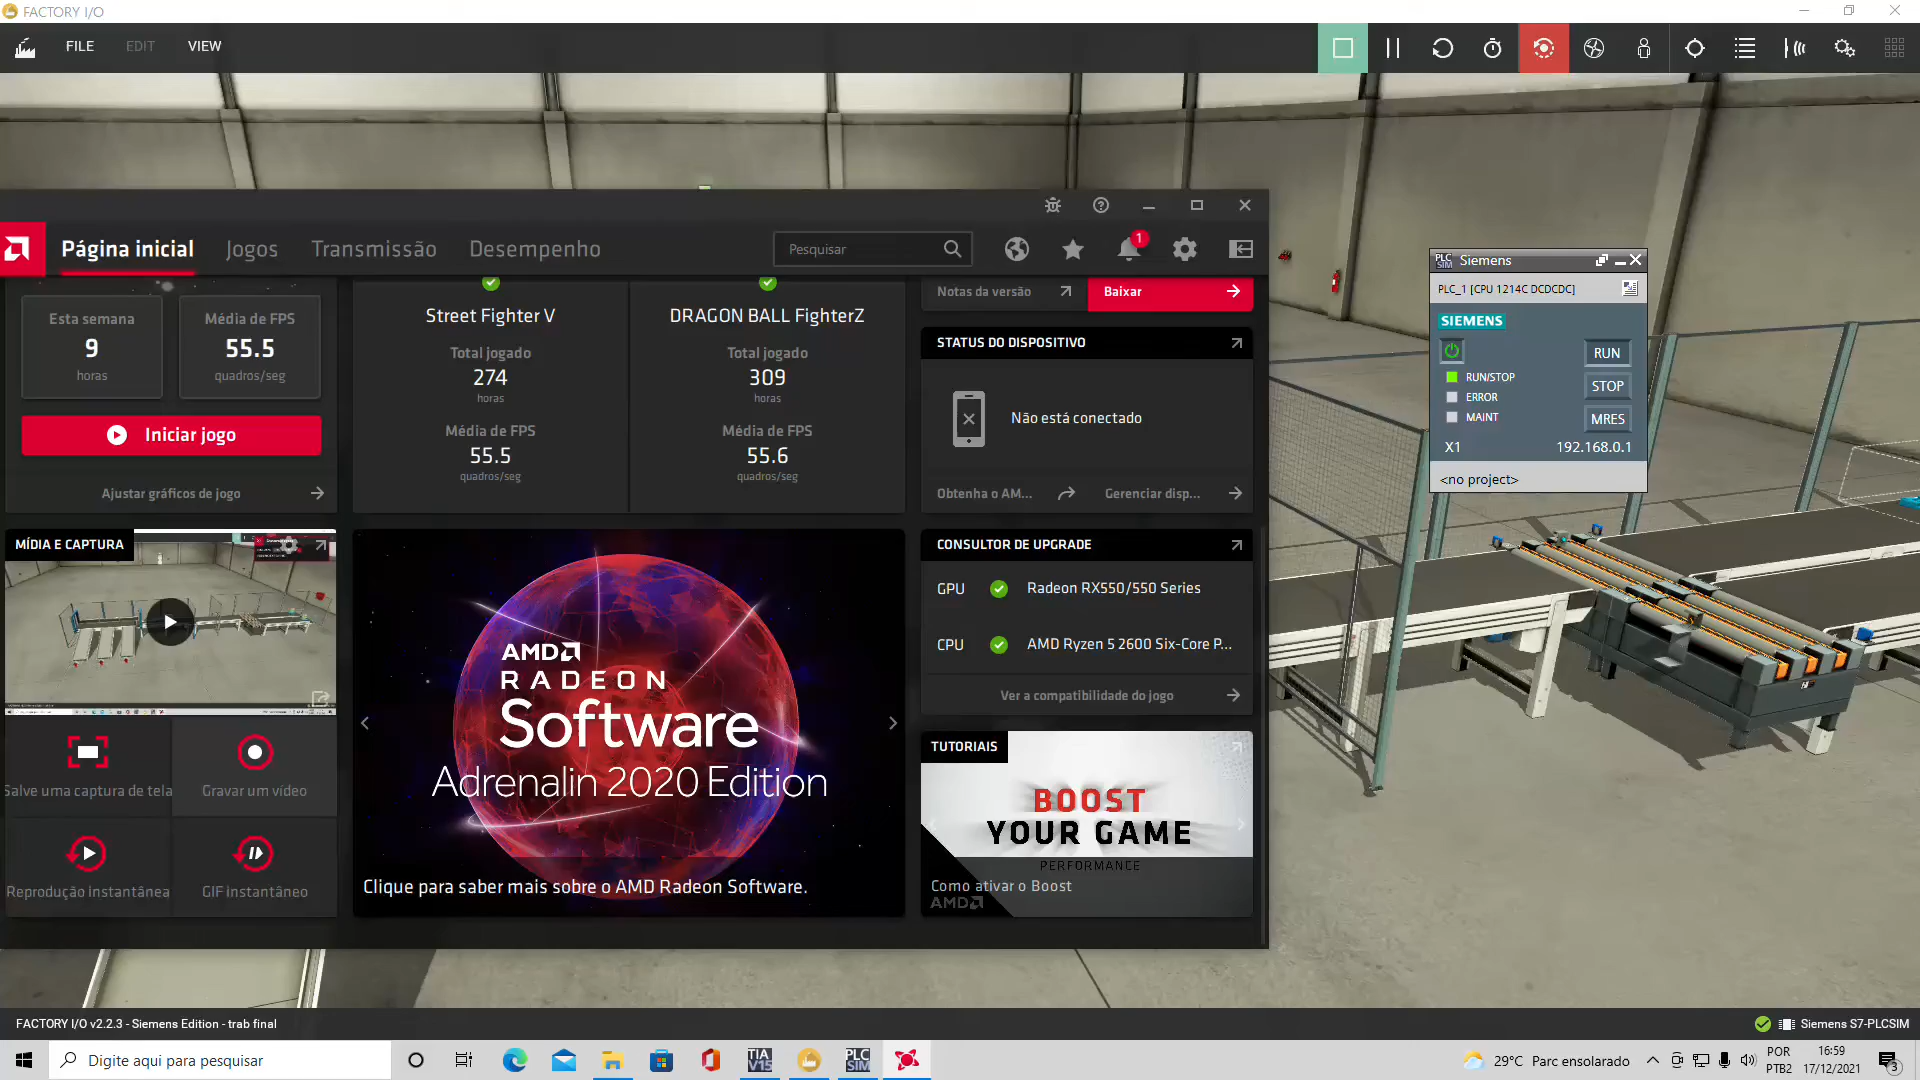 FACTORY I/O
FILE
EDIT
VIEW
Página inicial
Jogos
Transmissão
Desempenho
Pesquisar
1
Esta semana
9
horas
Média de FPS
55.5
quadros/seg
Iniciar jogo
Ajustar gráficos de jogo
Street Fighter V
Total jogado
274
horas
Média de FPS
55.5
quadros/seg
DRAGON BALL FighterZ
Total jogado
309
horas
Média de FPS
55.6
quadros/seg
Notas da versão
Baixar
STATUS DO DISPOSITIVO
Não está conectado
Obtenha o AM...
Gerenciar disp...
MÍDIA E CAPTURA
Salve uma captura de tela
Gravar um vídeo
Reprodução instantânea
GIF instantâneo
AMD
RADEON
Software
Adrenalin 2020 Edition
Clique para saber mais sobre o AMD Radeon Software.
CONSULTOR DE UPGRADE
GPU
Radeon RX550/550 Series
CPU
AMD Ryzen 5 2600 Six-Core P...
Ver a compatibilidade do jogo
TUTORIAIS
BOOST
YOUR GAME
PERFORMANCE
Como ativar o Boost
AMD
PLC SIM
Siemens
PLC_1 [CPU 1214C DCDCDC]
SIEMENS
RUN
RUN/STOP
STOP
ERROR
MAINT
MRES
X1
192.168.0.1
<no project>
FACTORY I/O v2.2.3 - Siemens Edition - trab final
Siemens S7-PLCSIM
Digite aqui para pesquisar
TIA V15
PLC SIM
29°C Parc ensolarado
POR
PTB2
16:59
17/12/2021
3